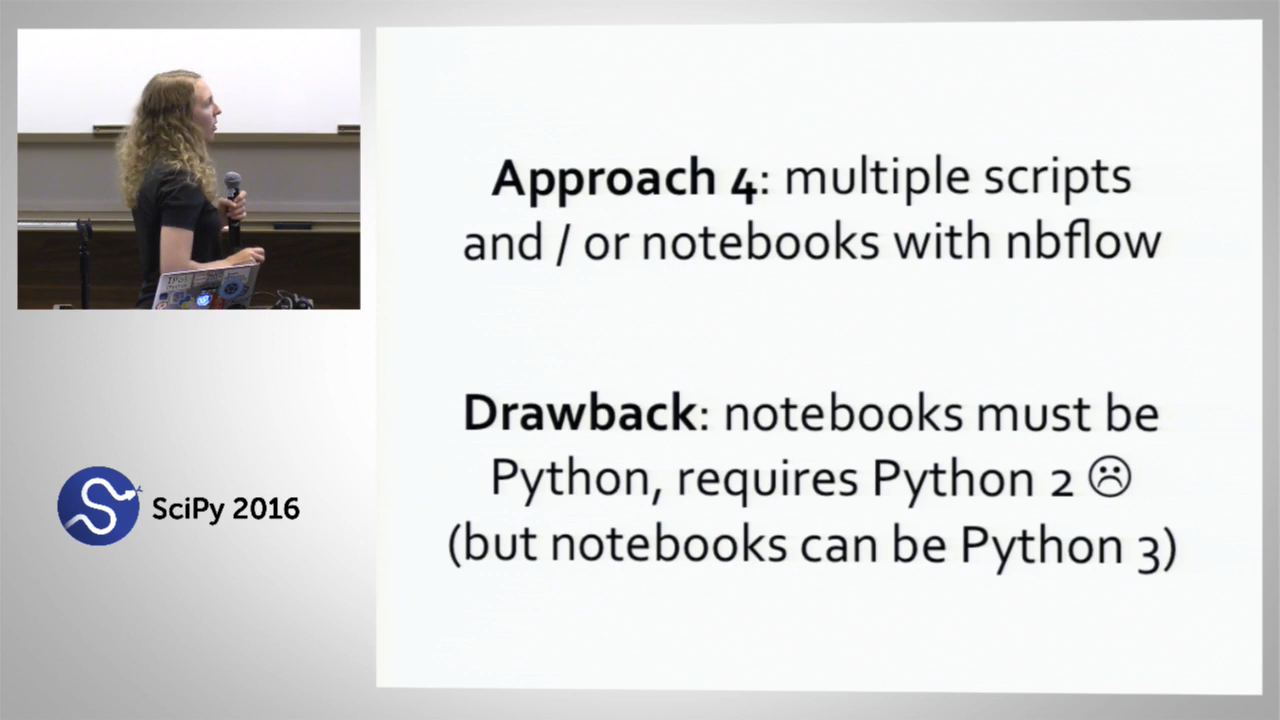 Approach 4: multiple scripts
and / or notebooks with nbflow
Drawback: notebooks must be
Python, requires Python 2 ☹
(but notebooks can be Python 3)
SciPy 2016